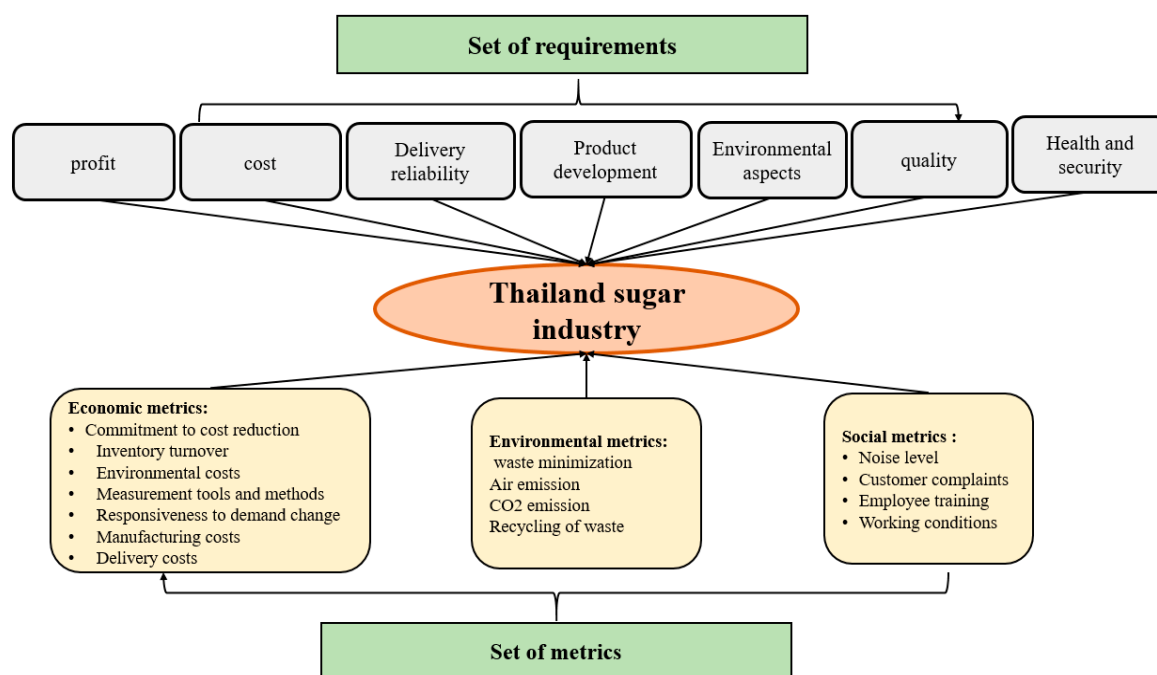 Set of requirements
profit
cost
Delivery
reliability
Product
development
Environmental
aspects
quality
Health and
security
Thailand sugar
industry
Economic metrics:
• Commitment to cost reduction
• Inventory turnover
• Environmental costs
• Measurement tools and methods
• Responsiveness to demand change
• Manufacturing costs
• Delivery costs
Environmental metrics:
waste minimization
Air emission
CO2 emission
Recycling of waste
Social metrics :
• Noise level
• Customer complaints
• Employee training
• Working conditions
Set of metrics